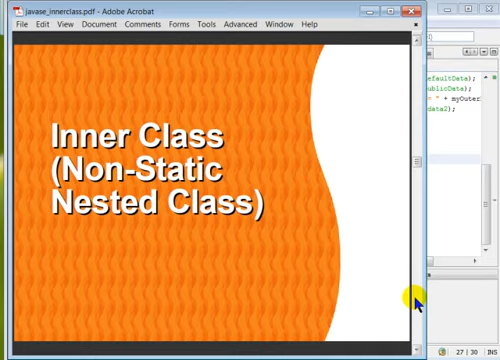 javase_innerclass.pdf - Adobe Acrobat
File Edit View Document Comments Forms Tools Advanced Window Help
efaultData);
ublicData);
= " + myOuterI
data2);
Inner Class
(Non-Static
Nested Class)
27 | 30 INS